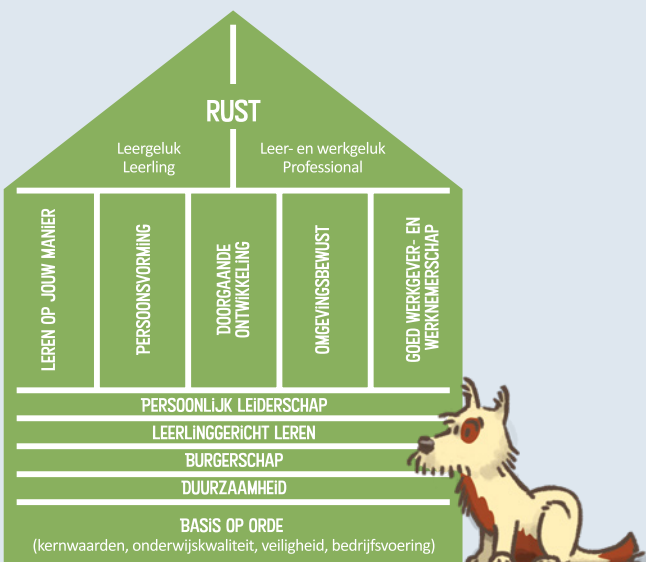 RUST
Leergeluk
Leerling
Leer- en werkgeluk
Professional
LEREN OP JOUW MANIER
PERSOONSVORMING
DOORGAANDE
ONTWIKKELING
OMGEVINGSBEWUST
GOED WERKGEVER- EN
WERKNEMERSCHAP
PERSOONLIJK LEIDERSCHAP
LEERLINGGERICHT LEREN
BURGERSCHAP
DUURZAAMHEID
BASIS OP ORDE
(kernwaarden, onderwijskwaliteit, veiligheid, bedrijfsvoering)